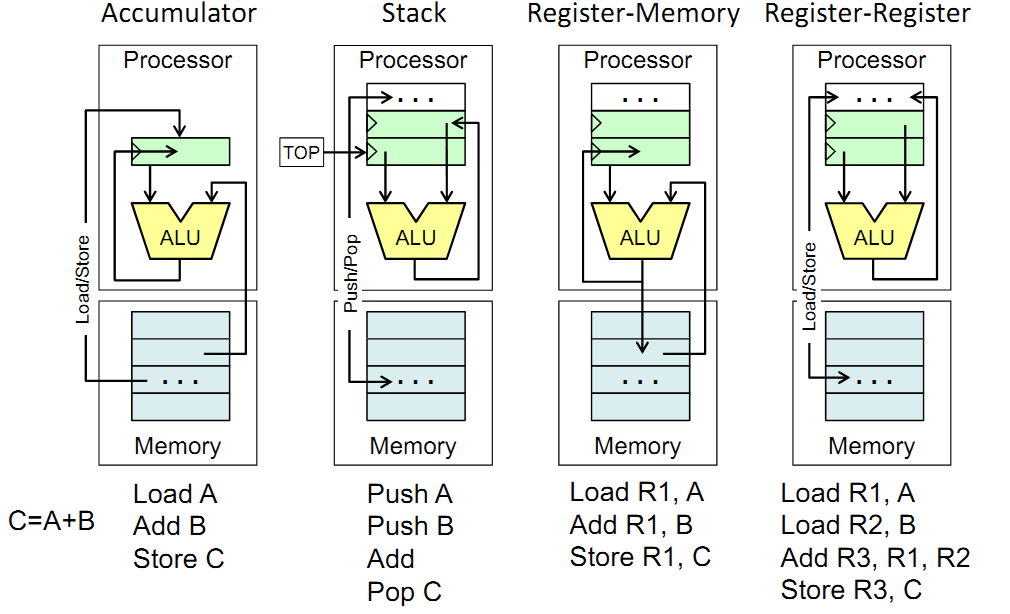 Accumulator
Stack
Register-Memory
Register-Register
Processor
ALU
Load/Store
. . .
Memory
Processor
. . .
TOP
ALU
Push/Pop
. . .
Memory
Processor
. . .
ALU
. . .
Memory
Processor
. . .
ALU
Load/Store
. . .
Memory
C=A+B
Load A
Add B
Store C
Push A
Push B
Add
Pop C
Load R1, A
Add R1, B
Store R1, C
Load R1, A
Load R2, B
Add R3, R1, R2
Store R3, C